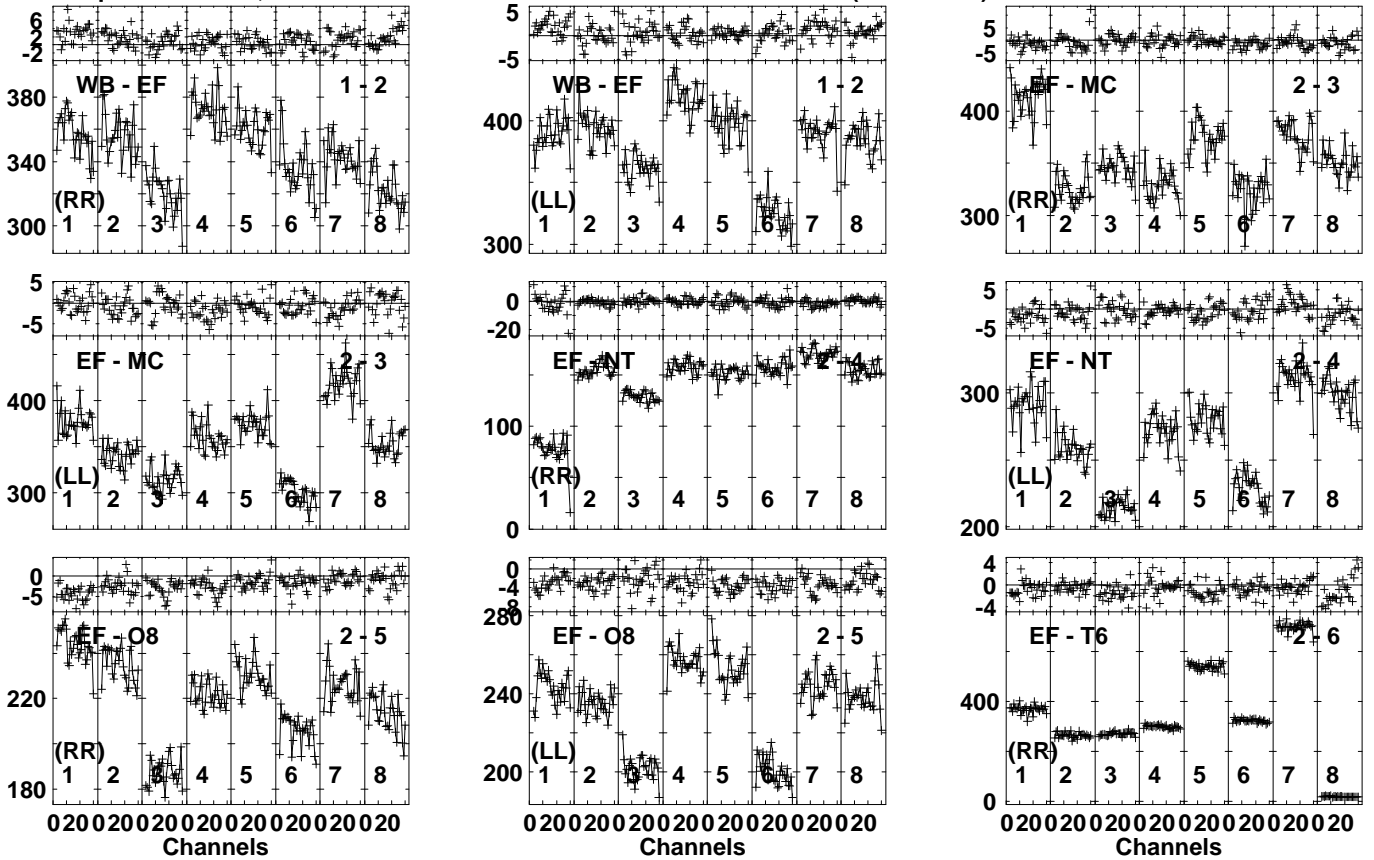 6
2
-2
WB - EF 1 - 2
380
340
300
(RR)
1 2 3 4 5 6 7 8
5
-5
WB - EF 1 - 2
400
300
(LL)
1 2 3 4 5 6 7 8
5
-5
EF - MC 2 - 3
400
300
(RR)
1 2 3 4 5 6 7 8
5
-5
EF - MC 2 - 3
400
300
(LL)
1 2 3 4 5 6 7 8
0
-20
EF - NT 2 - 4
100
0
(RR)
1 2 3 4 5 6 7 8
5
-5
EF - NT 2 - 4
300
200
(LL)
1 2 3 4 5 6 7 8
0
-5
EF - O8 2 - 5
220
180
(RR)
1 2 3 4 5 6 7 8
0 20 0 20 0 20 0 20 0 20 0 20 0 20 0 20
Channels
0
-4
280
EF - O8 2 - 5
240
200
(LL)
1 2 3 4 5 6 7 8
0 20 0 20 0 20 0 20 0 20 0 20 0 20 0 20
Channels
4
0
-4
EF - T6 2 - 6
400
0
(RR)
1 2 3 4 5 6 7 8
0 20 0 20 0 20 0 20 0 20 0 20 0 20 0 20
Channels